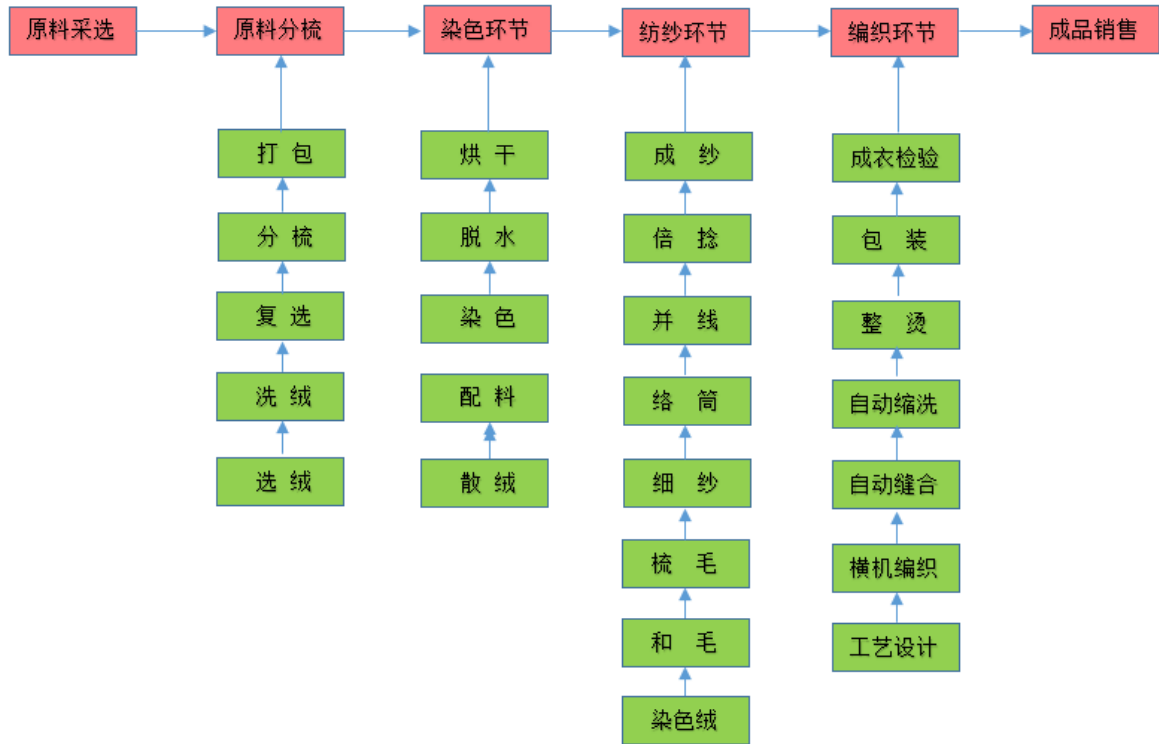 原料采选
原料分梳
染色环节
纺纱环节
编织环节
成品销售
打 包
分 梳
复 选
洗 绒
选 绒
烘 干
脱 水
染 色
配 料
散 绒
成 纱
倍 捻
并 线
络 筒
细 纱
梳 毛
和 毛
染色绒
成衣检验
包 装
整 烫
自动缩洗
自动缝合
横机编织
工艺设计